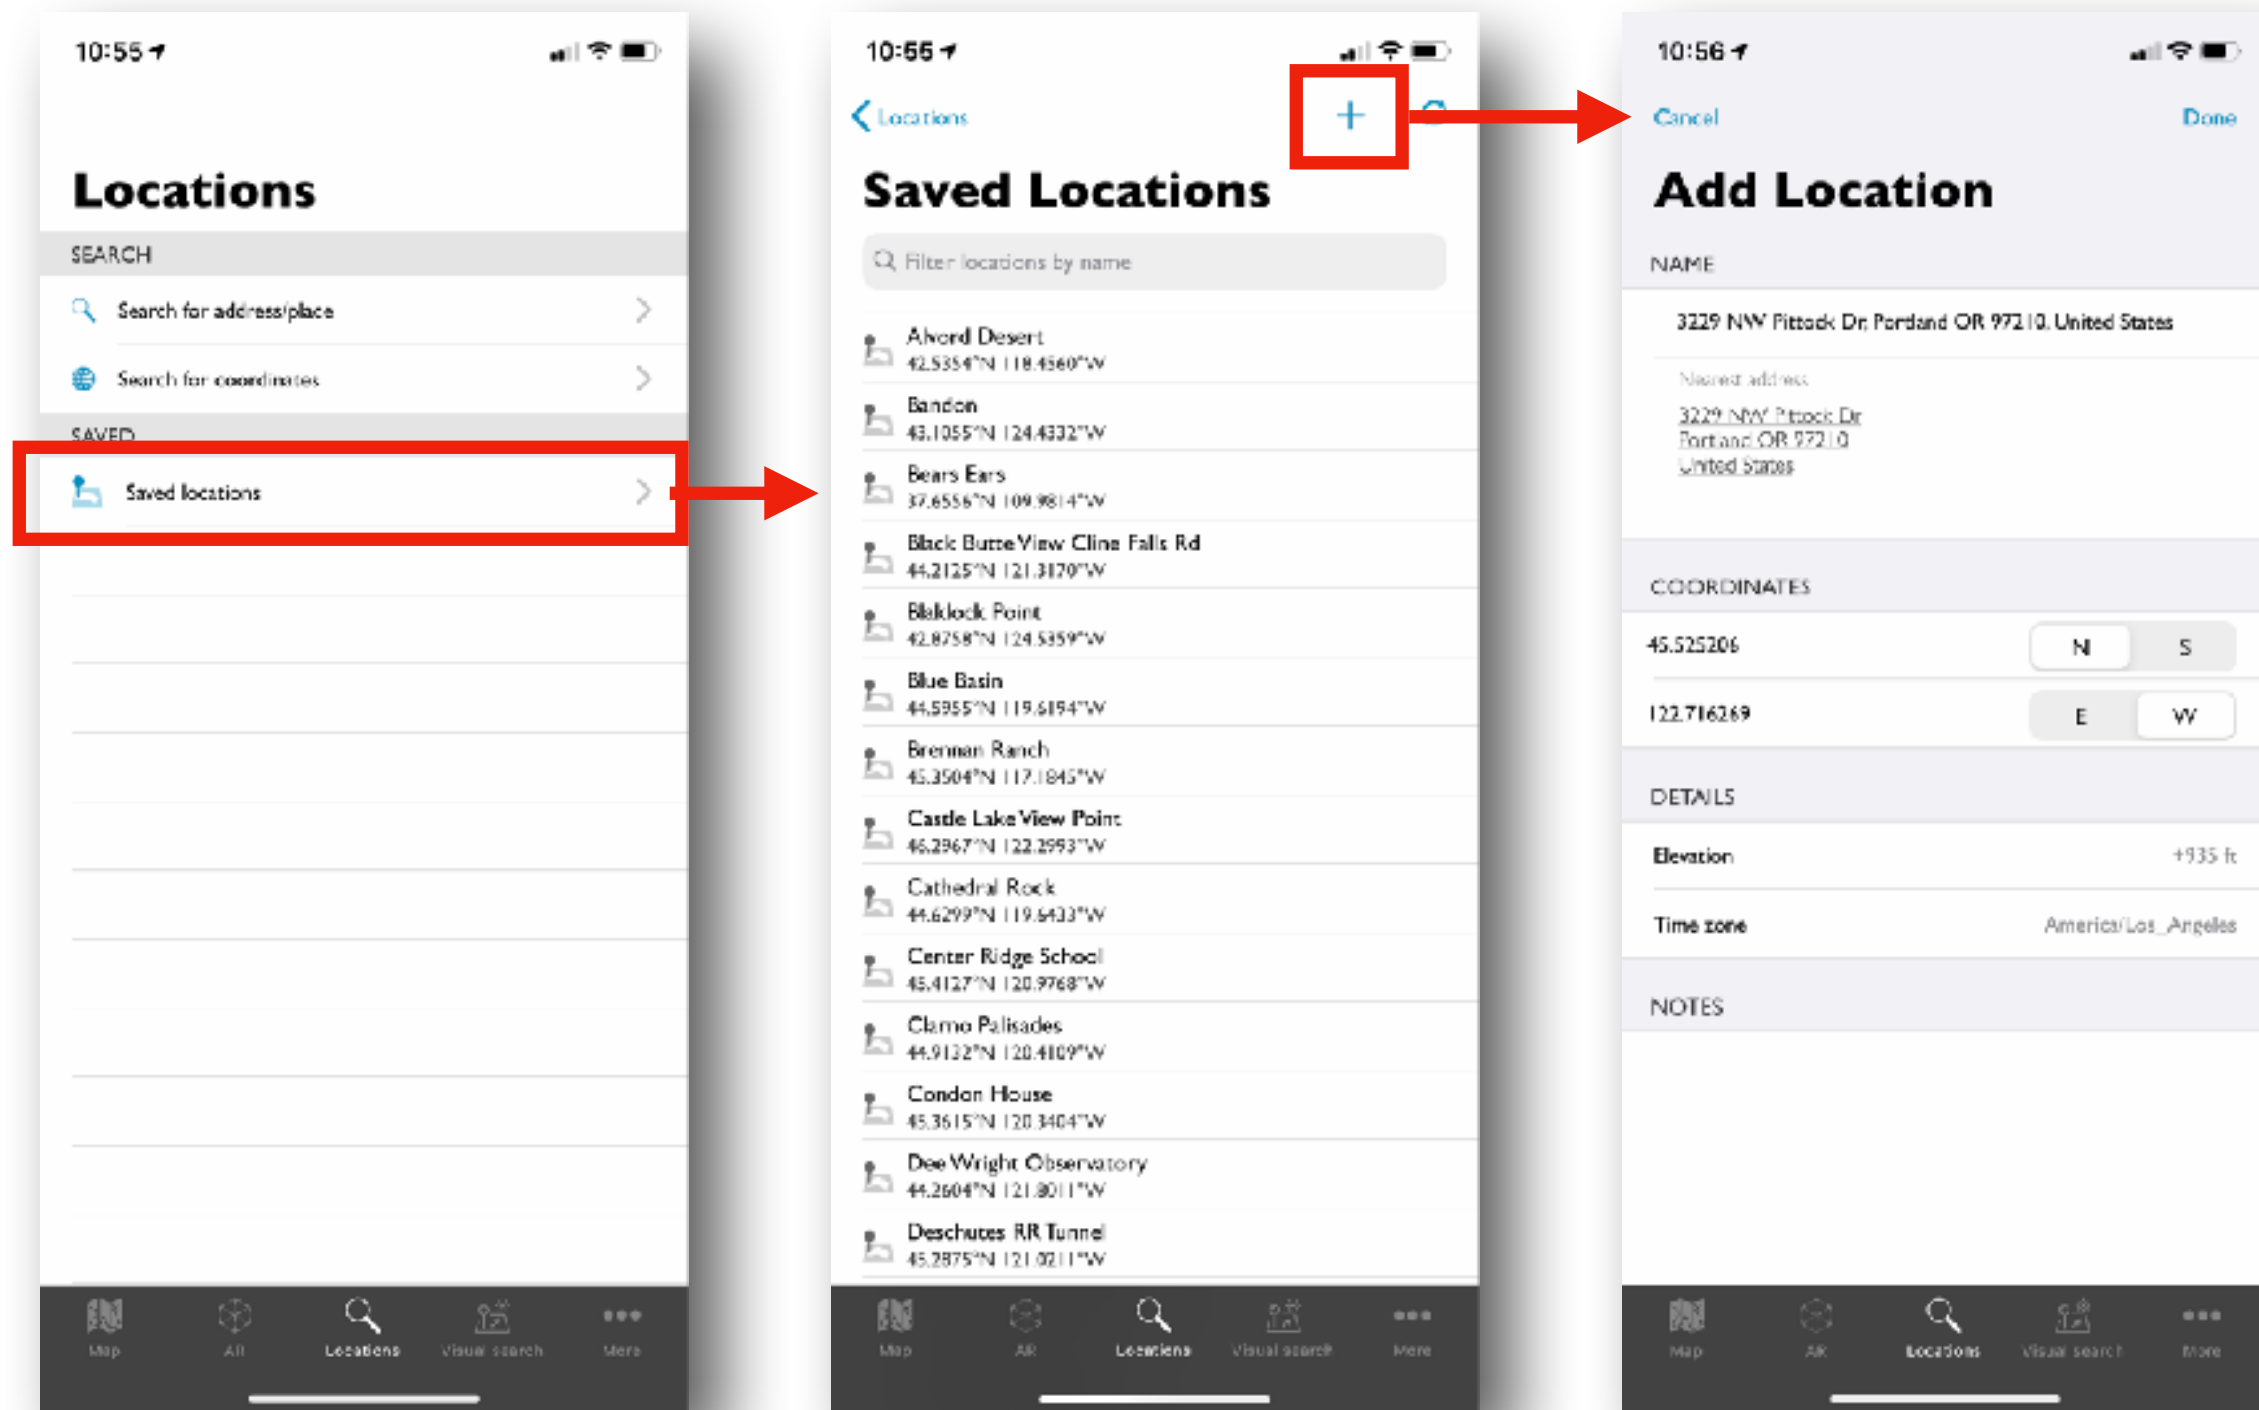 10:55
Locations
SEARCH
Search for address/place
Search for coordinates
SAVED
Saved locations
Map
AR
Locations
Visual search
More
10:55
Locations
Saved Locations
Filter locations by name
Alvord Desert
42.5354°N 118.4560°W
Bandon
43.1055°N 124.4332°W
Bears Ears
37.6556°N 109.9814°W
Black Butte View Cline Falls Rd
44.2125°N 121.3170°W
Blaklock Point
42.8758°N 124.5359°W
Blue Basin
44.5955°N 119.6194°W
Brennan Ranch
45.3504°N 117.1845°W
Castle Lake View Point
46.2967°N 122.2993°W
Cathedral Rock
44.6299°N 119.6433°W
Center Ridge School
45.4127°N 120.9768°W
Clarno Palisades
44.9132°N 120.4109°W
Condon House
45.3615°N 120.3404°W
Dee Wright Observatory
44.2604°N 121.8011°W
Deschutes RR Tunnel
45.2875°N 121.0211°W
Map
AR
Locations
Visual search
More
10:56
Cancel
Done
Add Location
NAME
3229 NW Pittock Dr, Portland OR 97210, United States
Nearest address
3229 NW Pittock Dr
Portland OR 97210
United States
COORDINATES
45.525206
N S
122.716269
E W
DETAILS
Elevation +935 ft
Time zone America/Los_Angeles
NOTES
Map
AR
Locations
Visual search
More